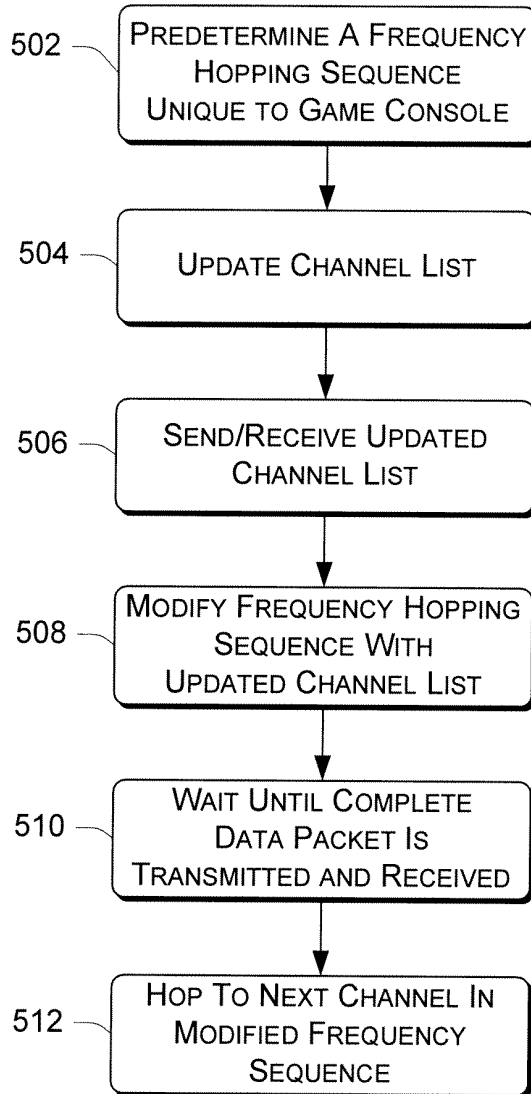 502
PREDETERMINE A FREQUENCY
HOPPING SEQUENCE
UNIQUE TO GAME CONSOLE
504
UPDATE CHANNEL LIST
506
SEND/RECEIVE UPDATED
CHANNEL LIST
508
MODIFY FREQUENCY HOPPING
SEQUENCE WITH
UPDATED CHANNEL LIST
510
WAIT UNTIL COMPLETE
DATA PACKET IS
TRANSMITTED AND RECEIVED
512
HOP TO NEXT CHANNEL IN
MODIFIED FREQUENCY
SEQUENCE